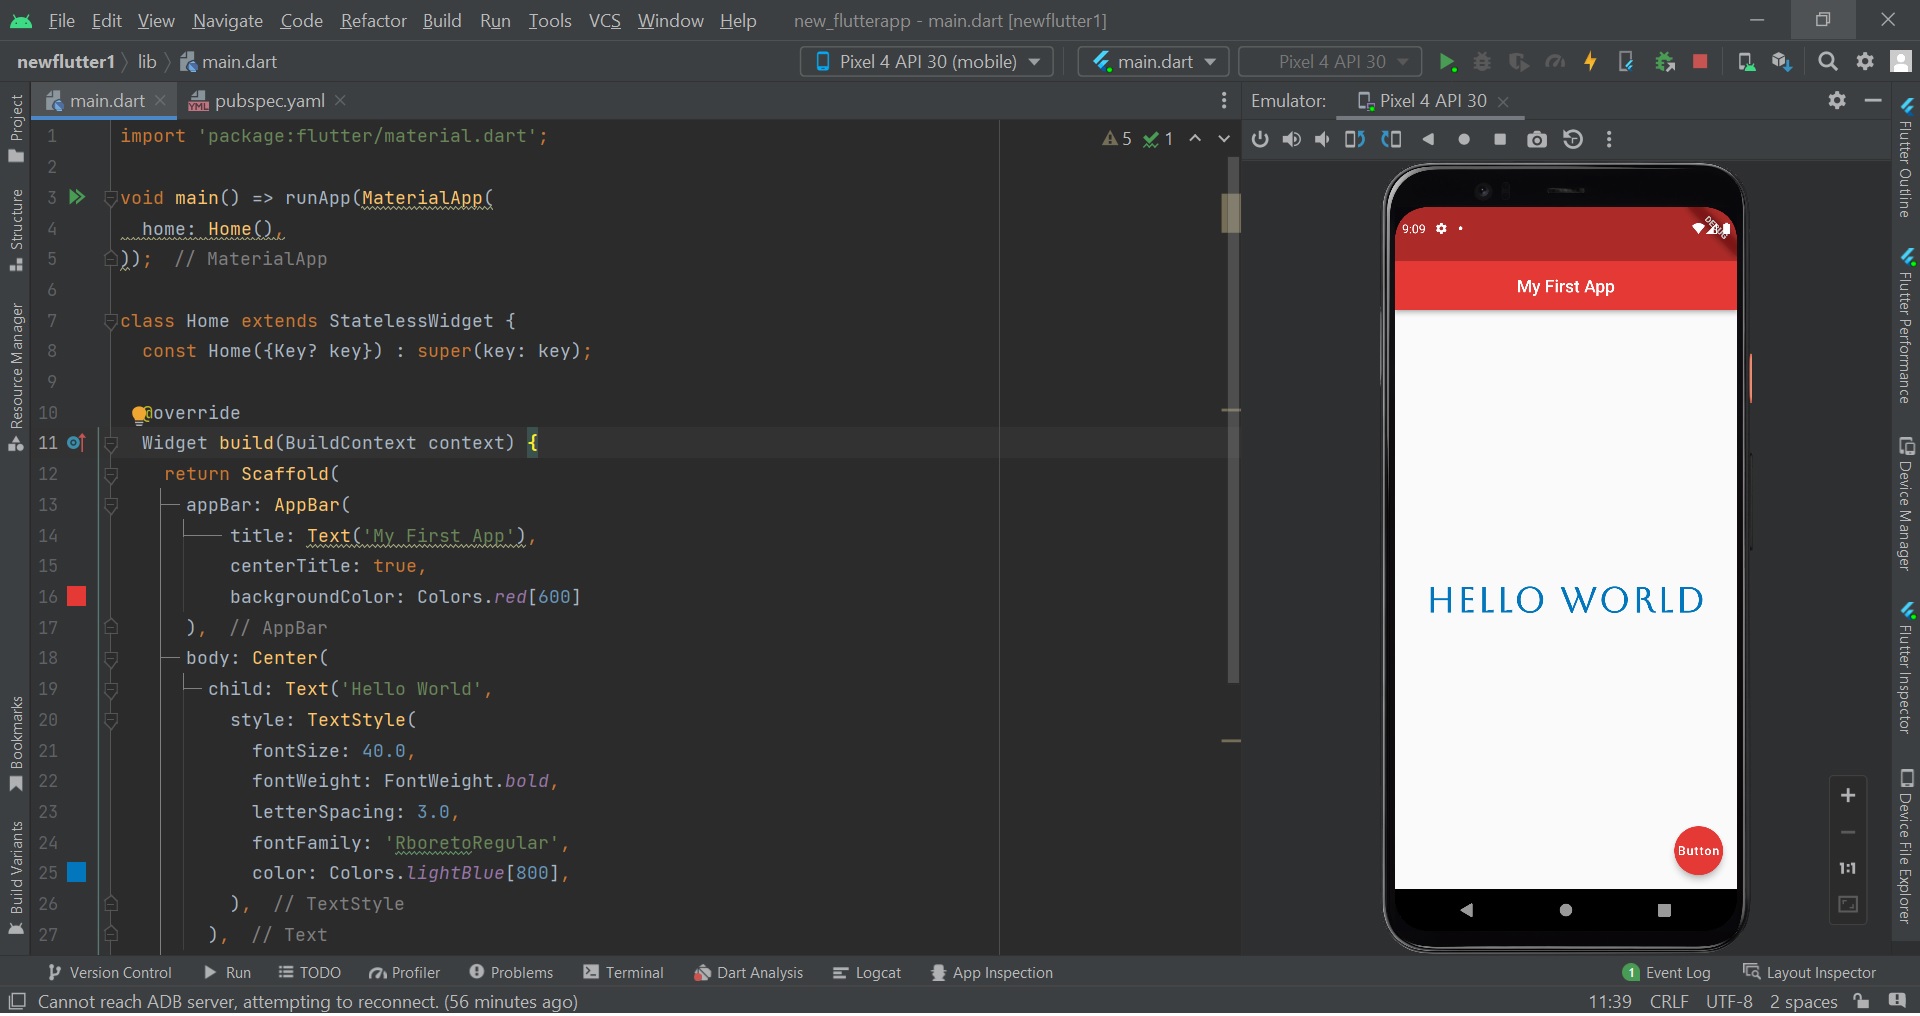 File Edit View Navigate Code Refactor Build Run Tools VCS Window Help new_flutterapp - main.dart [newflutter1]
newflutter1 lib main.dart Pixel 4 API 30 (mobile) main.dart Pixel 4 API 30
main.dart pubspec.yaml Emulator: Pixel 4 API 30
5 1
1 import 'package:flutter/material.dart';
2
3 void main() => runApp(MaterialApp(
4 home: Home(),
5 )); // MaterialApp
6
7 class Home extends StatelessWidget {
8 const Home({Key? key}) : super(key: key);
9
10 @override
11 Widget build(BuildContext context) {
12 return Scaffold(
13 appBar: AppBar(
14 title: Text('My First App'),
15 centerTitle: true,
16 backgroundColor: Colors.red[600]
17 ), // AppBar
18 body: Center(
19 child: Text('Hello World',
20 style: TextStyle(
21 fontSize: 40.0,
22 fontWeight: FontWeight.bold,
23 letterSpacing: 3.0,
24 fontFamily: 'RboretoRegular',
25 color: Colors.lightBlue[800],
26 ), // TextStyle
27 ), // Text
Project
Structure
Resource Manager
Bookmarks
Build Variants
9:09
DEBUG
My First App
HELLO WORLD
Button
1:1
Flutter Outline
Flutter Performance
Device Manager
Flutter Inspector
Device File Explorer
Version Control Run TODO Profiler Problems Terminal Dart Analysis Logcat App Inspection 1 Event Log Layout Inspector
Cannot reach ADB server, attempting to reconnect. (56 minutes ago) 11:39 CRLF UTF-8 2 spaces